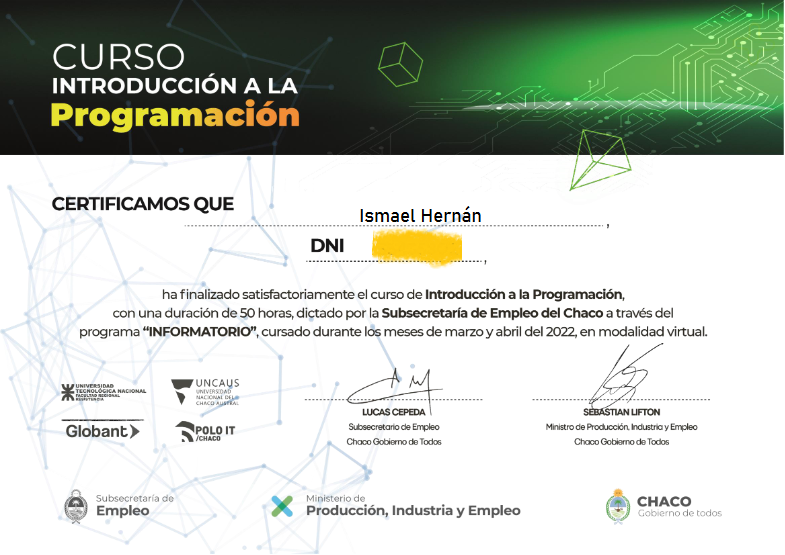 CURSO
INTRODUCCIÓN A LA
Programación
CERTIFICAMOS QUE
Ismael Hernán ,
DNI ,
ha finalizado satisfactoriamente el curso de Introducción a la Programación,
con una duración de 50 horas, dictado por la Subsecretaría de Empleo del Chaco a través del
programa “INFORMATORIO”, cursado durante los meses de marzo y abril del 2022, en modalidad virtual.
UNIVERSIDAD
TECNOLÓGICA NACIONAL
FACULTAD REGIONAL
RESISTENCIA
UNCAUS
UNIVERSIDAD
NACIONAL DEL
CHACO AUSTRAL
Globant
POLO IT
/CHACO
LUCAS CEPEDA
Subsecretario de Empleo
Chaco Gobierno de Todos
SEBASTIAN LIFTON
Ministro de Producción, Industria y Empleo
Chaco Gobierno de Todos
Subsecretaría de
Empleo
Ministerio de
Producción, Industria y Empleo
CHACO
Gobierno de todos